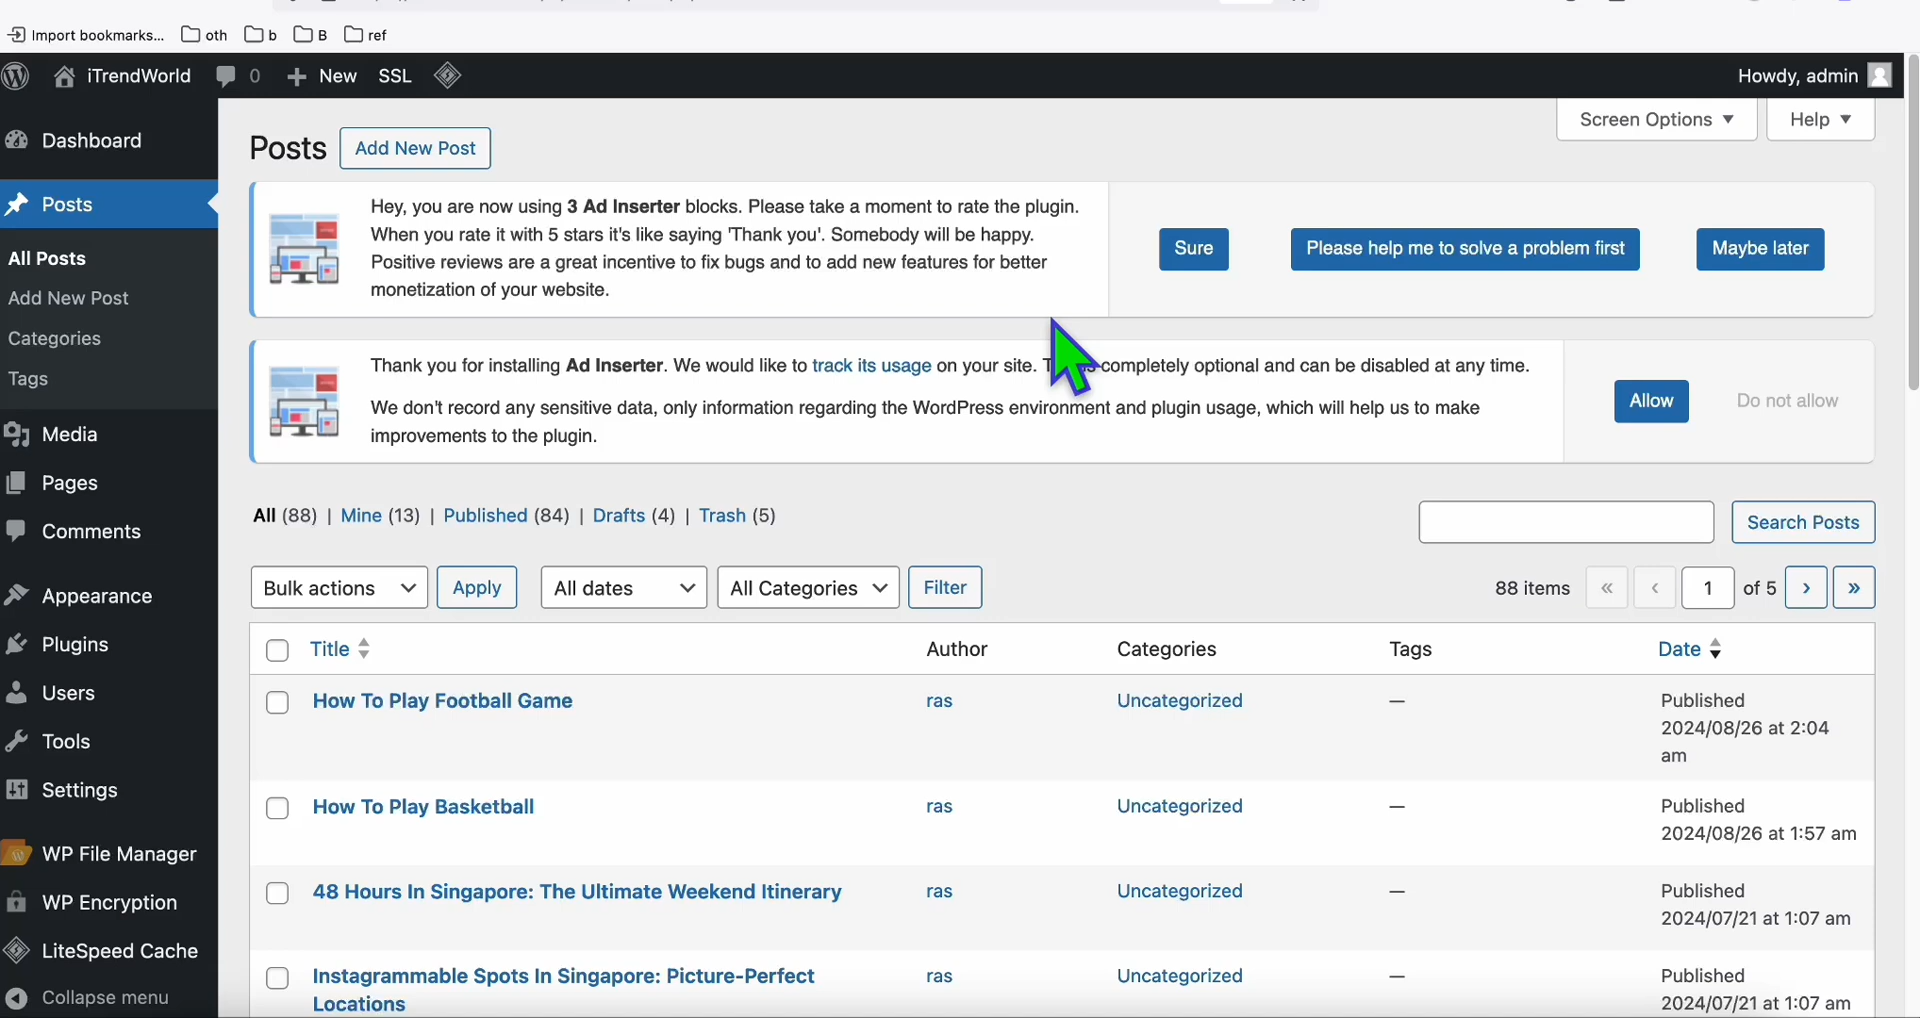 Import bookmarks... oth b B ref
iTrendWorld 0 New SSL Howdy, admin
Screen Options Help
Dashboard
Posts
All Posts
Add New Post
Categories
Tags
Media
Pages
Comments
Appearance
Plugins
Users
Tools
Settings
WP File Manager
WP Encryption
LiteSpeed Cache
Collapse menu
Posts Add New Post
Hey, you are now using 3 Ad Inserter blocks. Please take a moment to rate the plugin.
When you rate it with 5 stars it's like saying 'Thank you'. Somebody will be happy.
Positive reviews are a great incentive to fix bugs and to add new features for better
monetization of your website.
Sure Please help me to solve a problem first Maybe later
Thank you for installing Ad Inserter. We would like to track its usage on your site. completely optional and can be disabled at any time.
We don't record any sensitive data, only information regarding the WordPress environment and plugin usage, which will help us to make
improvements to the plugin.
Allow Do not allow
All (88) | Mine (13) | Published (84) | Drafts (4) | Trash (5)
Search Posts
Bulk actions Apply All dates All Categories Filter 88 items « ‹ 1 of 5 › »
Title Author Categories Tags Date
How To Play Football Game ras Uncategorized — Published
2024/08/26 at 2:04
am
How To Play Basketball ras Uncategorized — Published
2024/08/26 at 1:57 am
48 Hours In Singapore: The Ultimate Weekend Itinerary ras Uncategorized — Published
2024/07/21 at 1:07 am
Instagrammable Spots In Singapore: Picture-Perfect ras Uncategorized — Published
Locations 2024/07/21 at 1:07 am